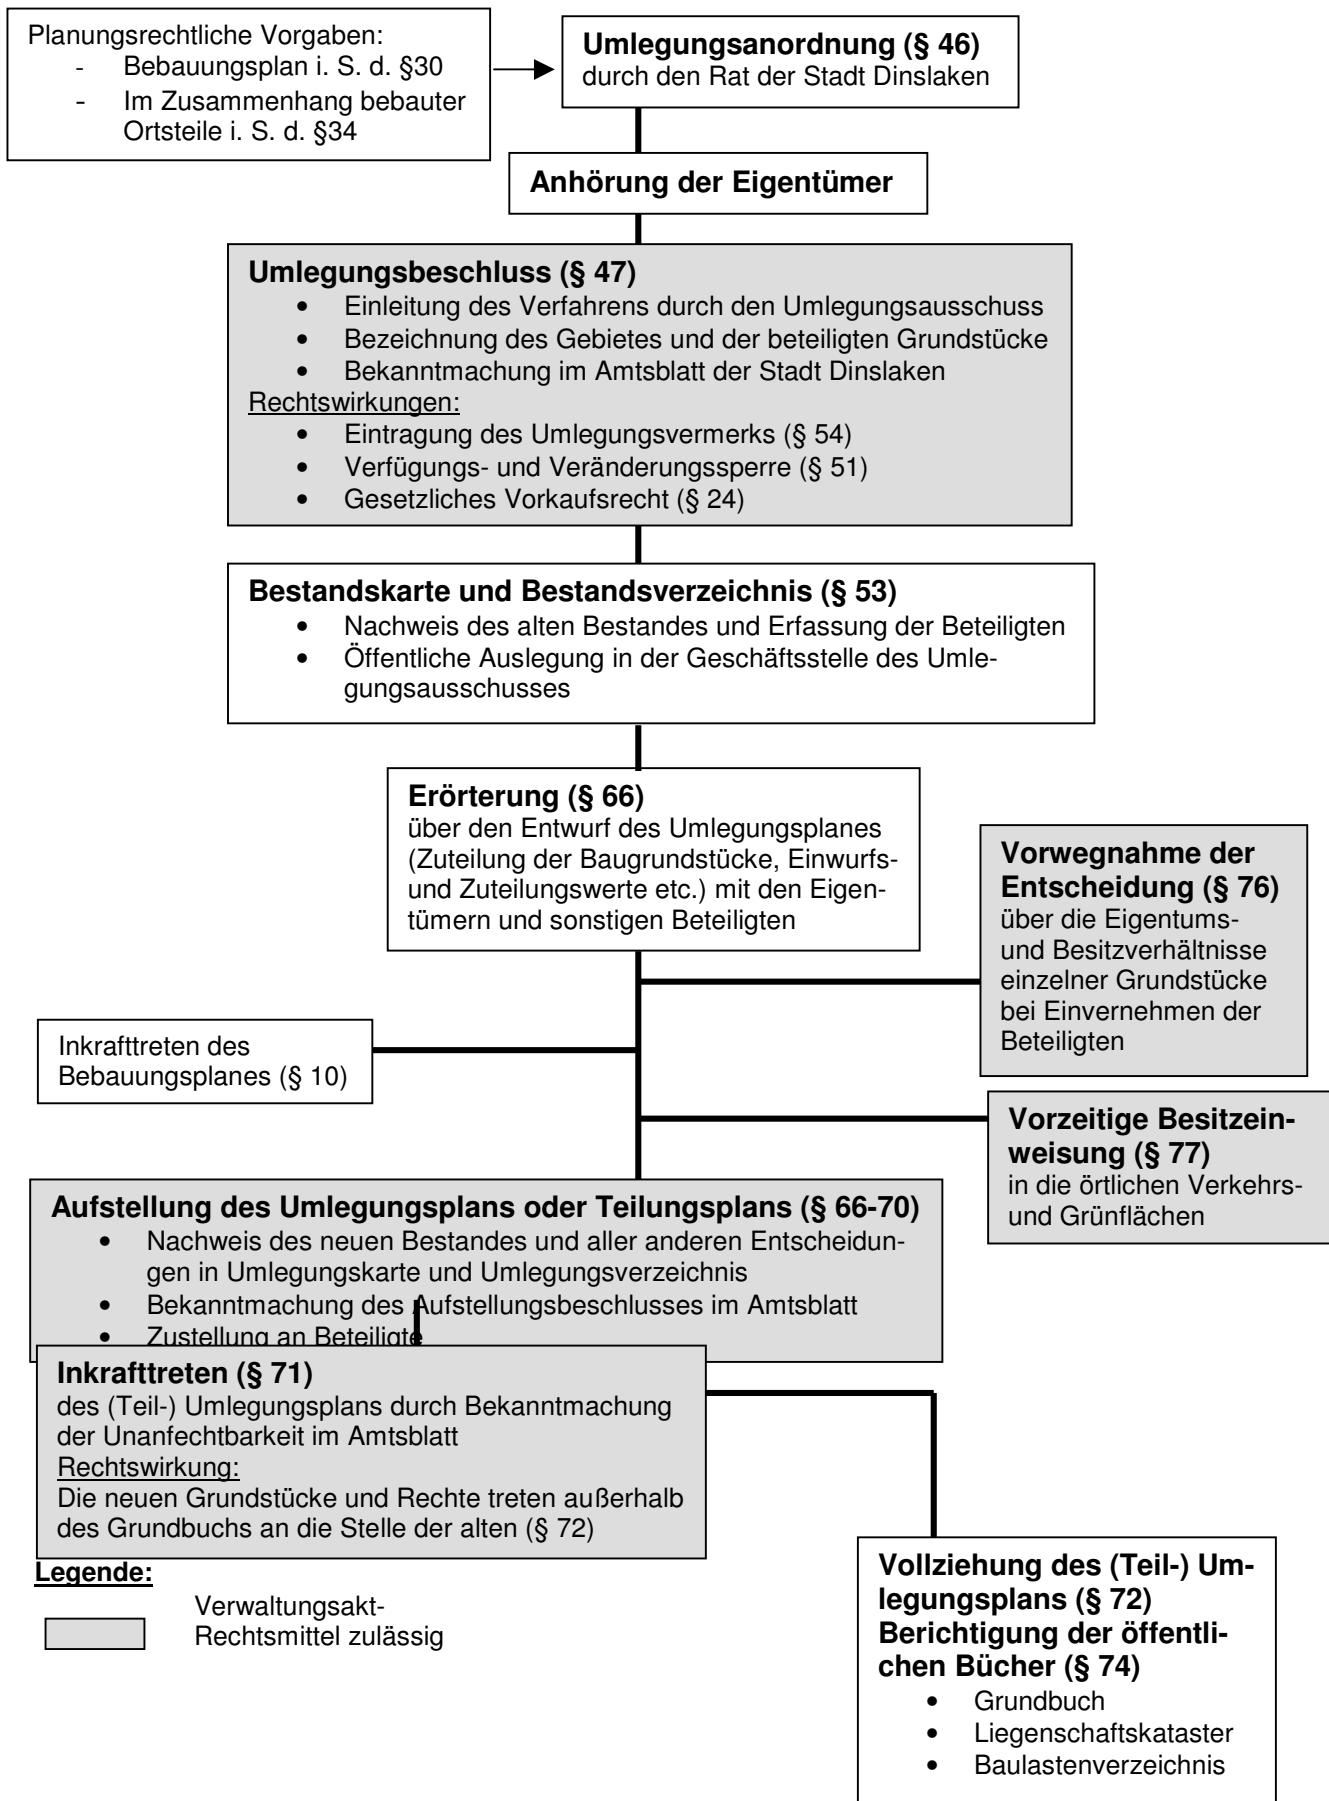 Planungsrechtliche Vorgaben:
- Bebauungsplan i. S. d. §30
- Im Zusammenhang bebauter
Ortsteile i. S. d. §34
Umlegungsanordnung (§ 46)
durch den Rat der Stadt Dinslaken
Anhörung der Eigentümer
Umlegungsbeschluss (§ 47)
• Einleitung des Verfahrens durch den Umlegungsausschuss
• Bezeichnung des Gebietes und der beteiligten Grundstücke
• Bekanntmachung im Amtsblatt der Stadt Dinslaken
Rechtswirkungen:
• Eintragung des Umlegungsvermerks (§ 54)
• Verfügungs- und Veränderungssperre (§ 51)
• Gesetzliches Vorkaufsrecht (§ 24)
Bestandskarte und Bestandsverzeichnis (§ 53)
• Nachweis des alten Bestandes und Erfassung der Beteiligten
• Öffentliche Auslegung in der Geschäftsstelle des Umle-
gungsausschusses
Erörterung (§ 66)
über den Entwurf des Umlegungsplanes
(Zuteilung der Baugrundstücke, Einwurfs-
und Zuteilungswerte etc.) mit den Eigen-
tümern und sonstigen Beteiligten
Vorwegnahme der
Entscheidung (§ 76)
über die Eigentums-
und Besitzverhältnisse
einzelner Grundstücke
bei Einvernehmen der
Beteiligten
Inkrafttreten des
Bebauungsplanes (§ 10)
Vorzeitige Besitzein-
weisung (§ 77)
in die örtlichen Verkehrs-
und Grünflächen
Aufstellung des Umlegungsplans oder Teilungsplans (§ 66-70)
• Nachweis des neuen Bestandes und aller anderen Entscheidun-
gen in Umlegungskarte und Umlegungsverzeichnis
• Bekanntmachung des Aufstellungsbeschlusses im Amtsblatt
• Zustellung an Beteiligte
Inkrafttreten (§ 71)
des (Teil-) Umlegungsplans durch Bekanntmachung
der Unanfechtbarkeit im Amtsblatt
Rechtswirkung:
Die neuen Grundstücke und Rechte treten außerhalb
des Grundbuchs an die Stelle der alten (§ 72)
Legende:
Verwaltungsakt-
Rechtsmittel zulässig
Vollziehung des (Teil-) Um-
legungsplans (§ 72)
Berichtigung der öffentli-
chen Bücher (§ 74)
• Grundbuch
• Liegenschaftskataster
• Baulastenverzeichnis